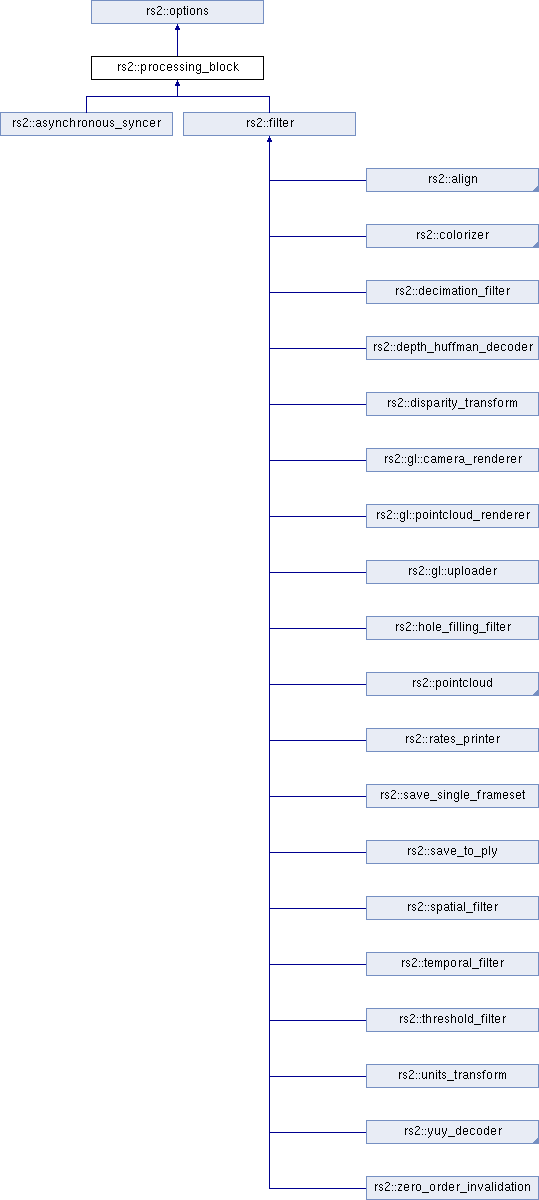 rs2::options
rs2::processing_block
rs2::asynchronous_syncer
rs2::filter
rs2::align
rs2::colorizer
rs2::decimation_filter
rs2::depth_huffman_decoder
rs2::disparity_transform
rs2::gl::camera_renderer
rs2::gl::pointcloud_renderer
rs2::gl::uploader
rs2::hole_filling_filter
rs2::pointcloud
rs2::rates_printer
rs2::save_single_frameset
rs2::save_to_ply
rs2::spatial_filter
rs2::temporal_filter
rs2::threshold_filter
rs2::units_transform
rs2::yuy_decoder
rs2::zero_order_invalidation